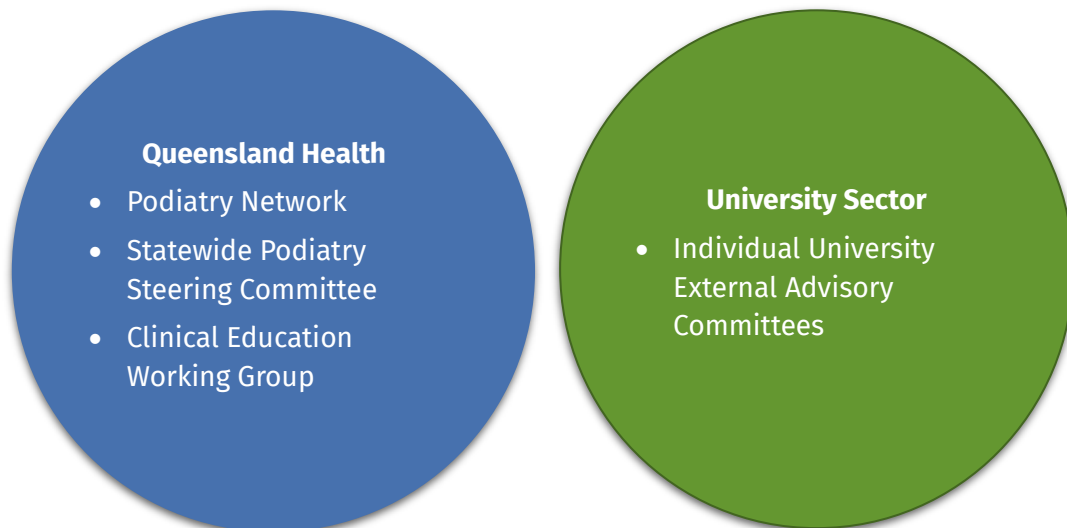 Queensland Health
• Podiatry Network
• Statewide Podiatry
Steering Committee
• Clinical Education
Working Group
University Sector
• Individual University
External Advisory
Committees